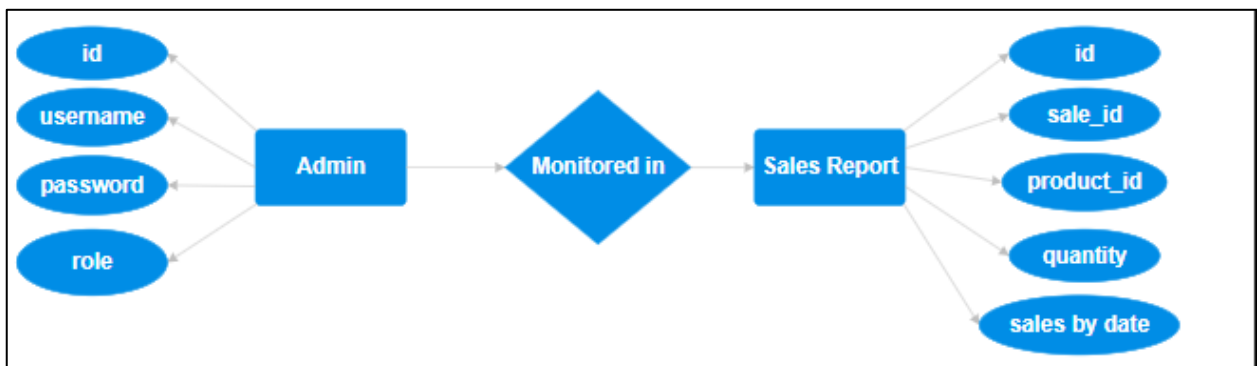 id
username
password
role
Admin
Monitored in
Sales Report
id
sale_id
product_id
quantity
sales by date